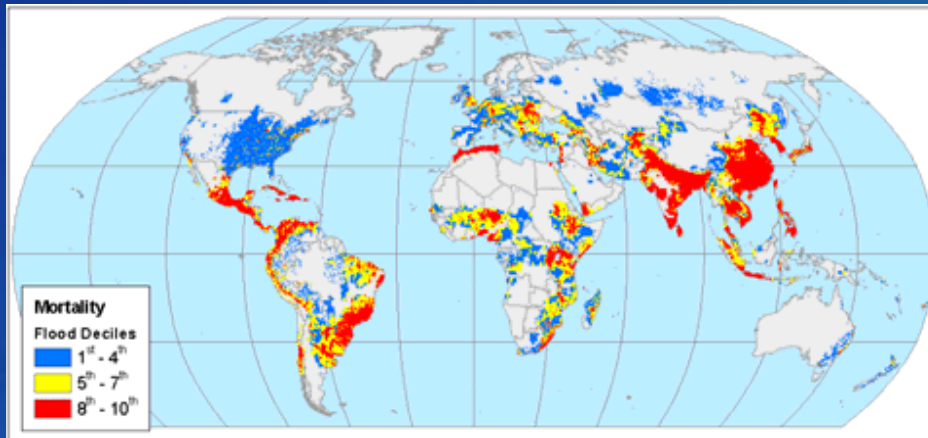 Mortality
Flood Deciles
1st - 4th
5th - 7th
8th - 10th